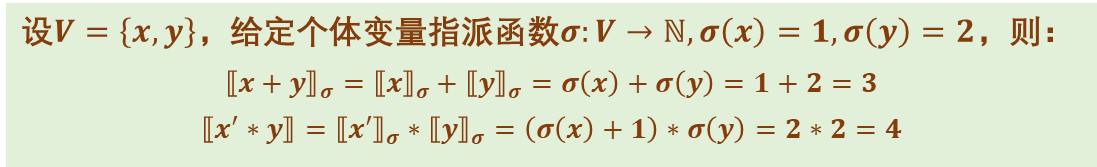 设V = {x, y}，给定个体变量指派函数σ: V → ℕ, σ(x) = 1, σ(y) = 2，则：
⟦x + y⟧σ = ⟦x⟧σ + ⟦y⟧σ = σ(x) + σ(y) = 1 + 2 = 3
⟦x′ * y⟧ = ⟦x′⟧σ * ⟦y⟧σ = (σ(x) + 1) * σ(y) = 2 * 2 = 4